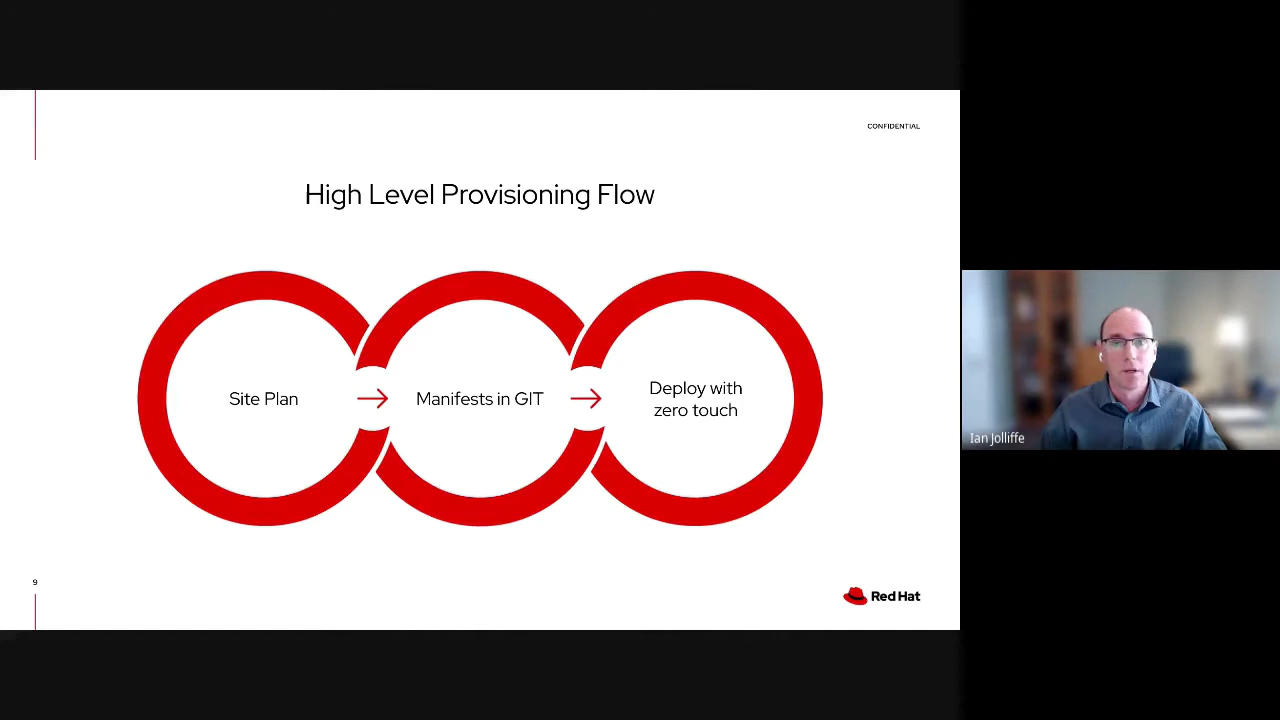 CONFIDENTIAL
High Level Provisioning Flow
Site Plan
Manifests in GIT
Deploy with
zero touch
Ian Jolliffe
9
Red Hat